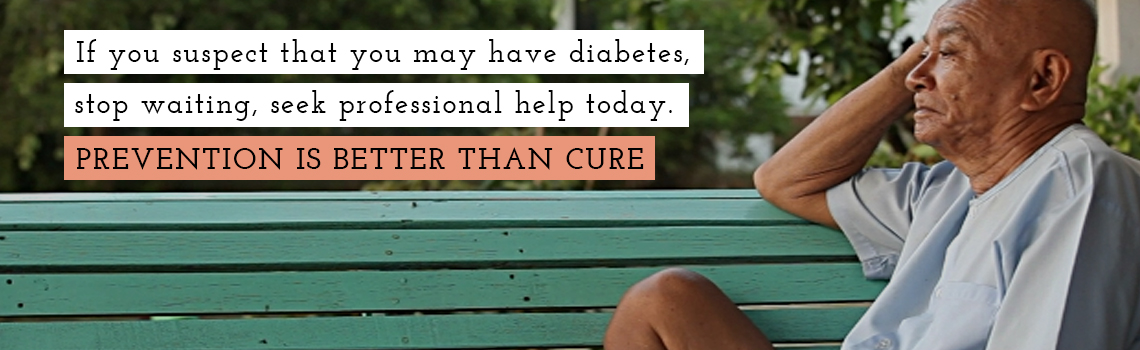 If you suspect that you may have diabetes,
stop waiting, seek professional help today.
PREVENTION IS BETTER THAN CURE